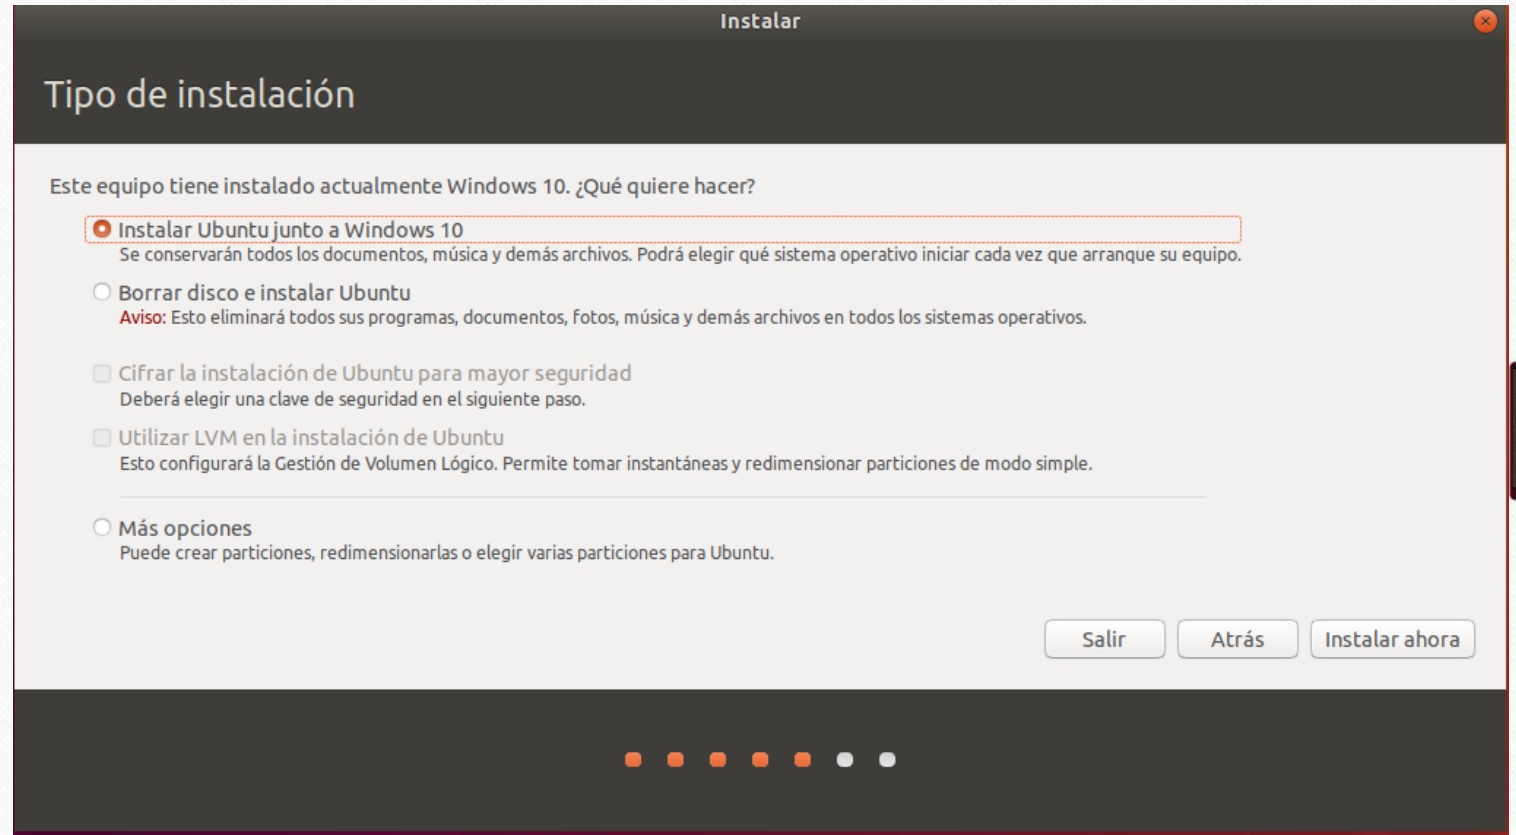 Instalar
Tipo de instalación
Este equipo tiene instalado actualmente Windows 10. ¿Qué quiere hacer?
Instalar Ubuntu junto a Windows 10
Se conservarán todos los documentos, música y demás archivos. Podrá elegir qué sistema operativo iniciar cada vez que arranque su equipo.
Borrar disco e instalar Ubuntu
Aviso: Esto eliminará todos sus programas, documentos, fotos, música y demás archivos en todos los sistemas operativos.
Cifrar la instalación de Ubuntu para mayor seguridad
Deberá elegir una clave de seguridad en el siguiente paso.
Utilizar LVM en la instalación de Ubuntu
Esto configurará la Gestión de Volumen Lógico. Permite tomar instantáneas y redimensionar particiones de modo simple.
Más opciones
Puede crear particiones, redimensionarlas o elegir varias particiones para Ubuntu.
Salir Atrás Instalar ahora